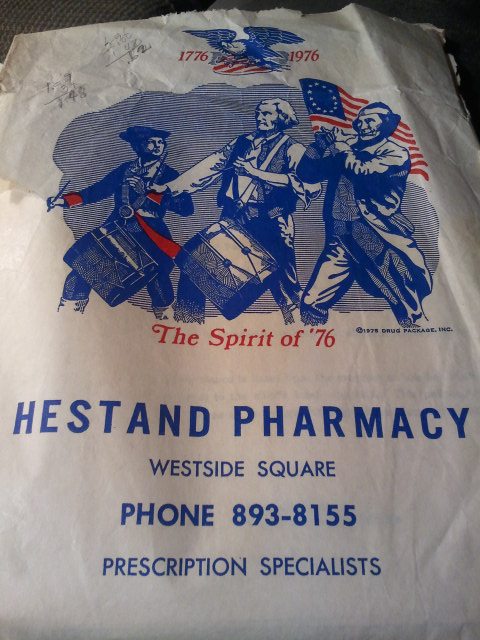 1776 1976
The Spirit of '76
©1975 DRUG PACKAGE, INC.
HESTAND PHARMACY
WESTSIDE SQUARE
PHONE 893-8155
PRESCRIPTION SPECIALISTS